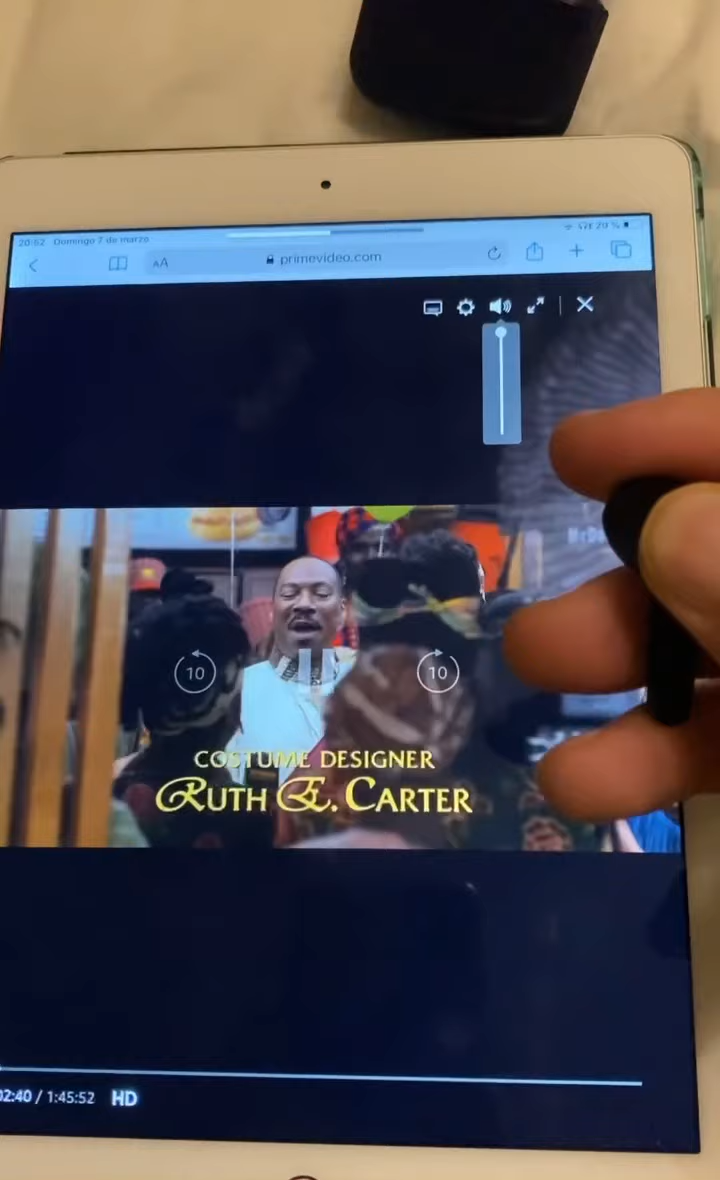 20:52 Domingo 7 de marzo
29 %
AA
primevideo.com
10
10
COSTUME DESIGNER
RUTH E. CARTER
02:40 / 1:45:52 HD